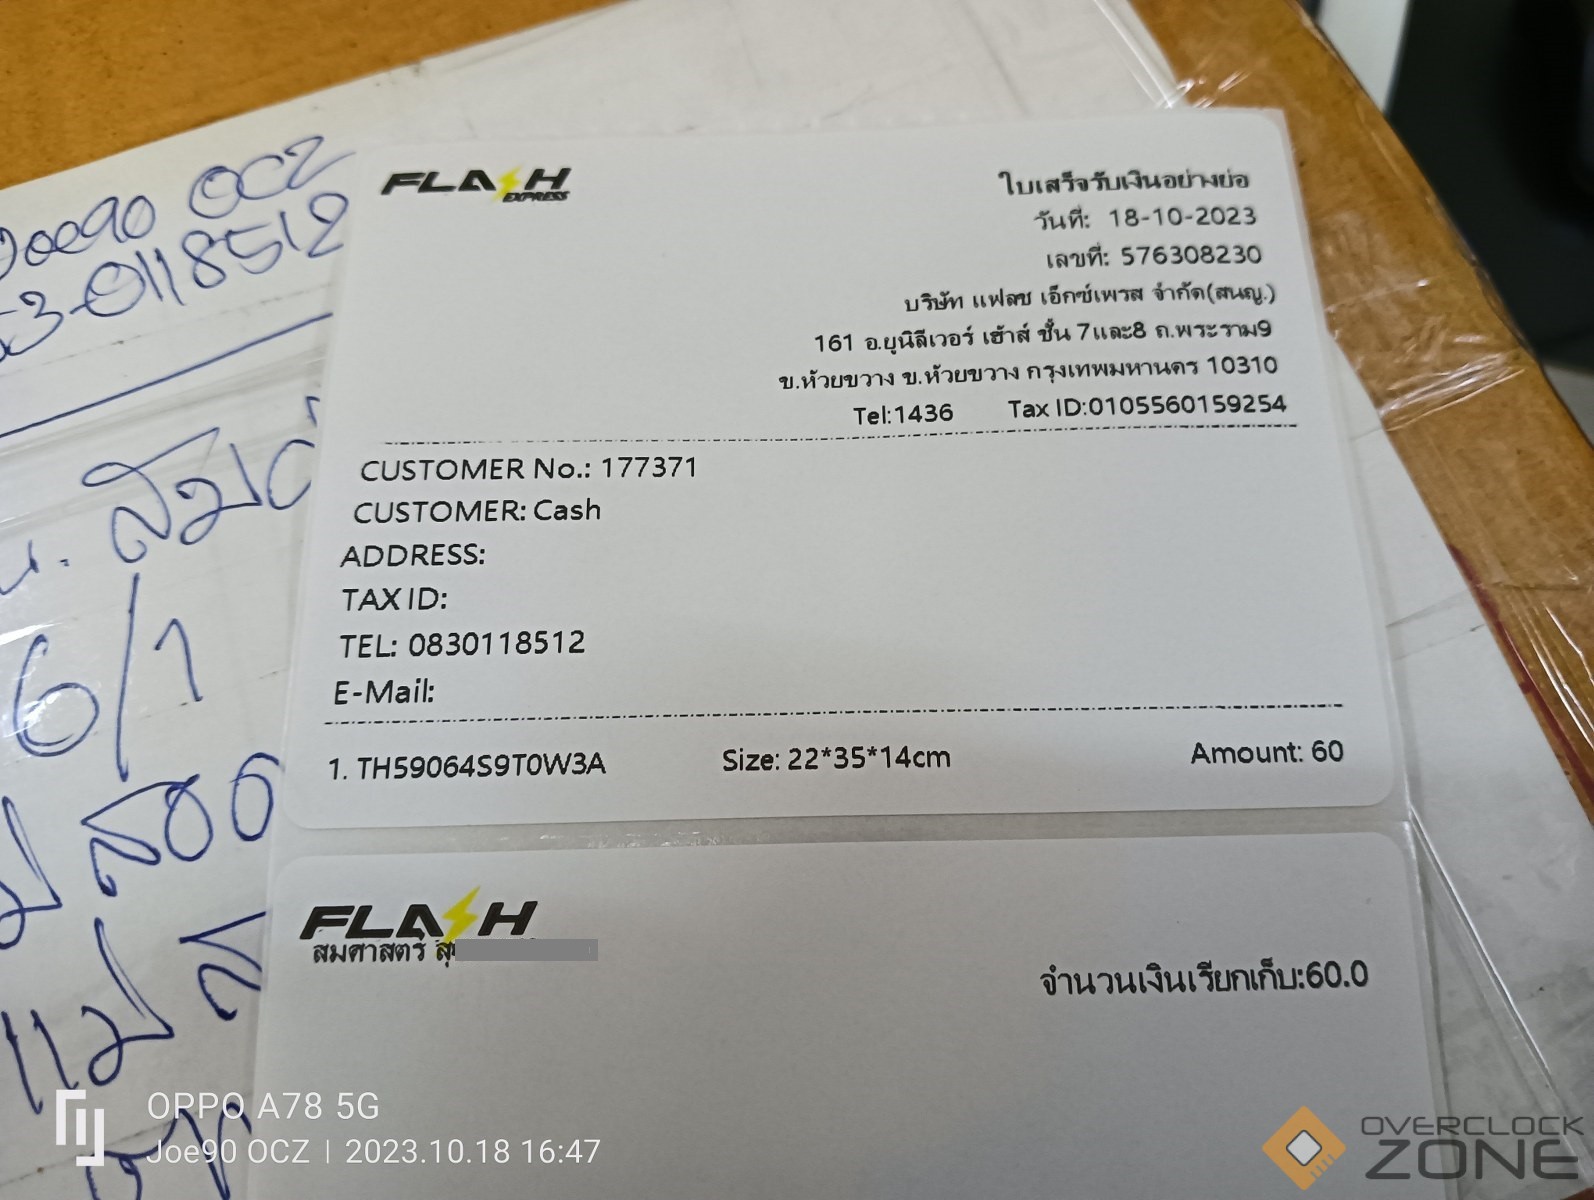 Joe90 OCZ
3-0118512
6/1
FLASH EXPRESS
ใบเสร็จรับเงินอย่างย่อ
วันที่: 18-10-2023
เลขที่: 576308230
บริษัท แฟลช เอ็กซ์เพรส จำกัด(สนญ.)
161 อ.ยูนิลีเวอร์ เฮ้าส์ ชั้น 7และ8 ถ.พระราม9
ข.ห้วยขวาง ข.ห้วยขวาง กรุงเทพมหานคร 10310
Tel:1436 Tax ID:0105560159254
CUSTOMER No.: 177371
CUSTOMER: Cash
ADDRESS:
TAX ID:
TEL: 0830118512
E-Mail:
1. TH59064S9T0W3A Size: 22*35*14cm Amount: 60
FLASH
สมศาสตร์
จำนวนเงินเรียกเก็บ:60.0
OPPO A78 5G
Joe90 OCZ | 2023.10.18 16:47
OVERCLOCK
ZONE